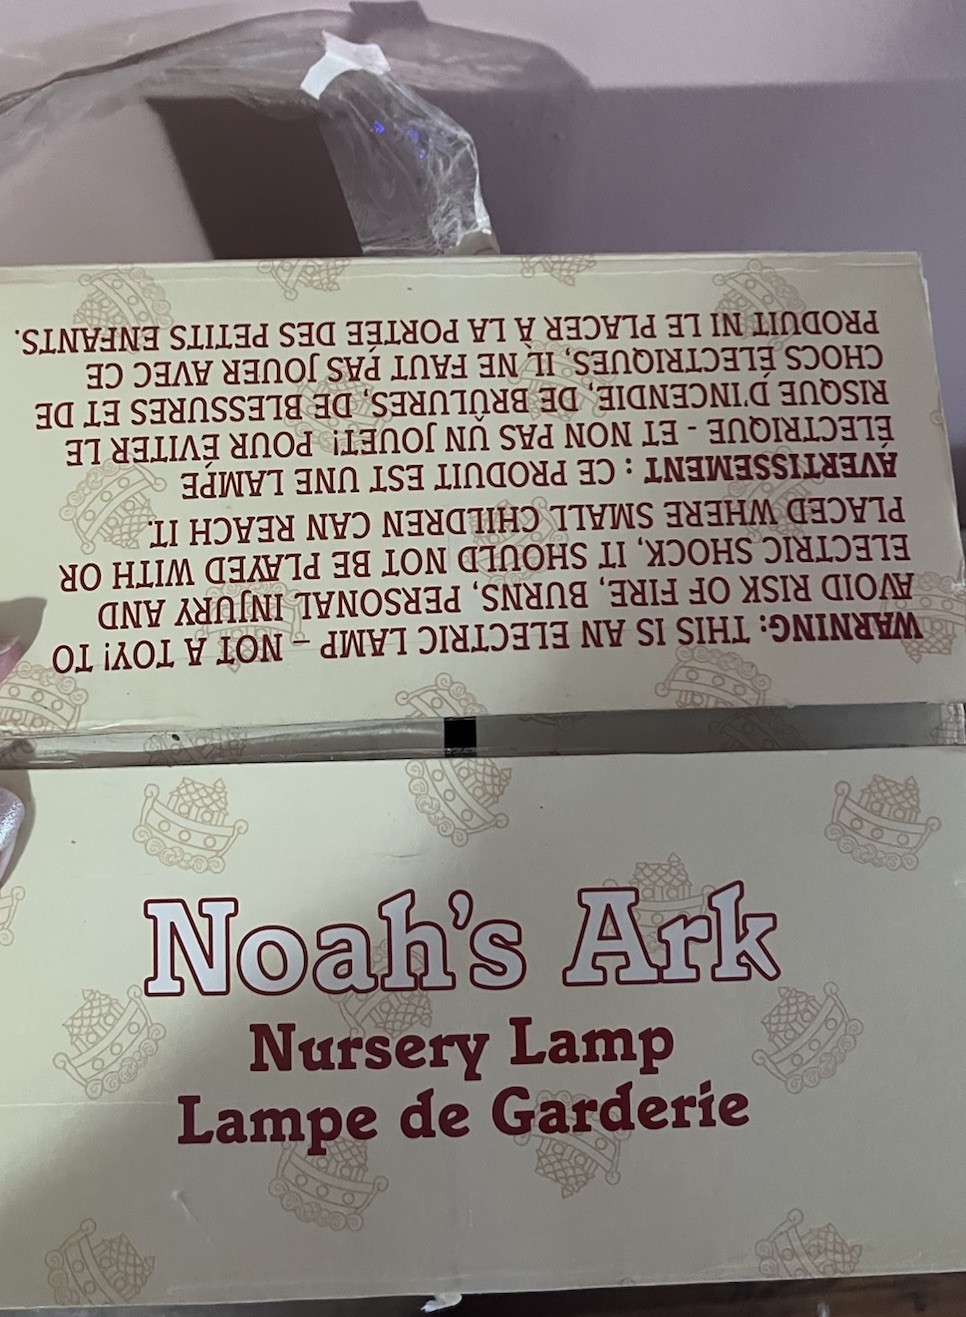 WARNING: THIS IS AN ELECTRIC LAMP – NOT A TOY! TO
AVOID RISK OF FIRE, BURNS, PERSONAL INJURY AND
ELECTRIC SHOCK, IT SHOULD NOT BE PLAYED WITH OR
PLACED WHERE SMALL CHILDREN CAN REACH IT.
AVERTISSEMENT : CE PRODUIT EST UNE LAMPE
ÉLECTRIQUE - ET NON PAS UN JOUET! POUR ÉVITER LE
RISQUE D'INCENDIE, DE BRÛLURES, DE BLESSURES ET DE
CHOCS ÉLECTRIQUES, IL NE FAUT PAS JOUER AVEC CE
PRODUIT NI LE PLACER À LA PORTÉE DES PETITS ENFANTS.
Noah's Ark
Nursery Lamp
Lampe de Garderie